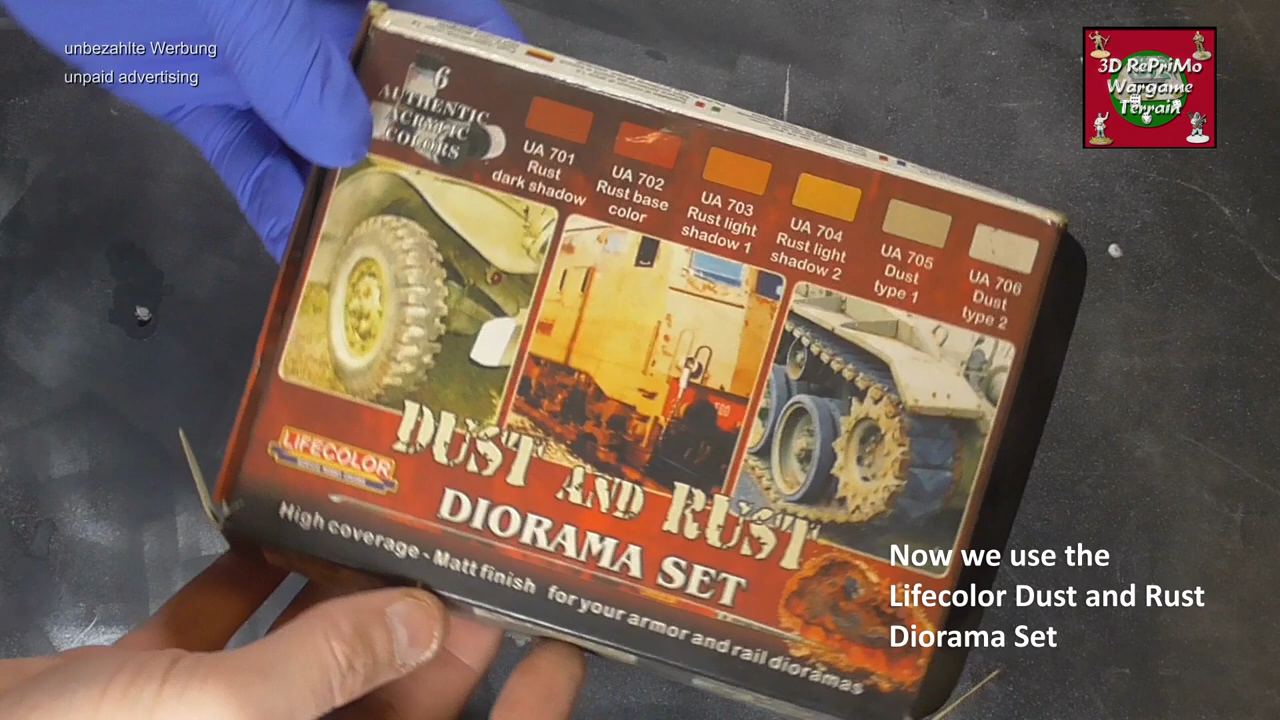 unbezahlte Werbung
unpaid advertising
3D RePriMo
Wargame
Terrain
6
AUTHENTIC
ACRYLIC
COLORS
UA 701
Rust
dark shadow
UA 702
Rust base
color
UA 703
Rust light
shadow 1
UA 704
Rust light
shadow 2
UA 705
Dust
type 1
UA 706
Dust
type 2
LIFECOLOR
DUST AND RUST
DIORAMA SET
High coverage - Matt finish for your armor and rail dioramas
Now we use the
Lifecolor Dust and Rust
Diorama Set